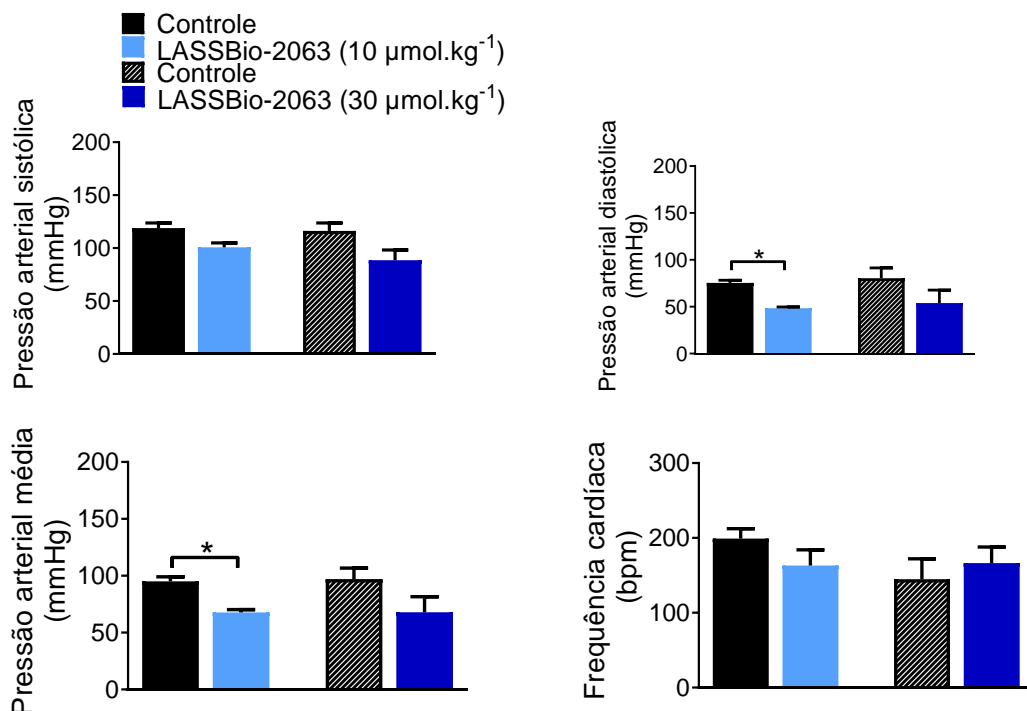 Controle
LASSBio-2063 (10 µmol.kg⁻¹)
Controle
LASSBio-2063 (30 µmol.kg⁻¹)
Pressão arterial sistólica
(mmHg)
200
150
100
50
0
Pressão arterial diastólica
(mmHg)
200
150
100
50
0
*
Pressão arterial média
(mmHg)
200
150
100
50
0
*
Frequência cardíaca
(bpm)
300
200
100
0